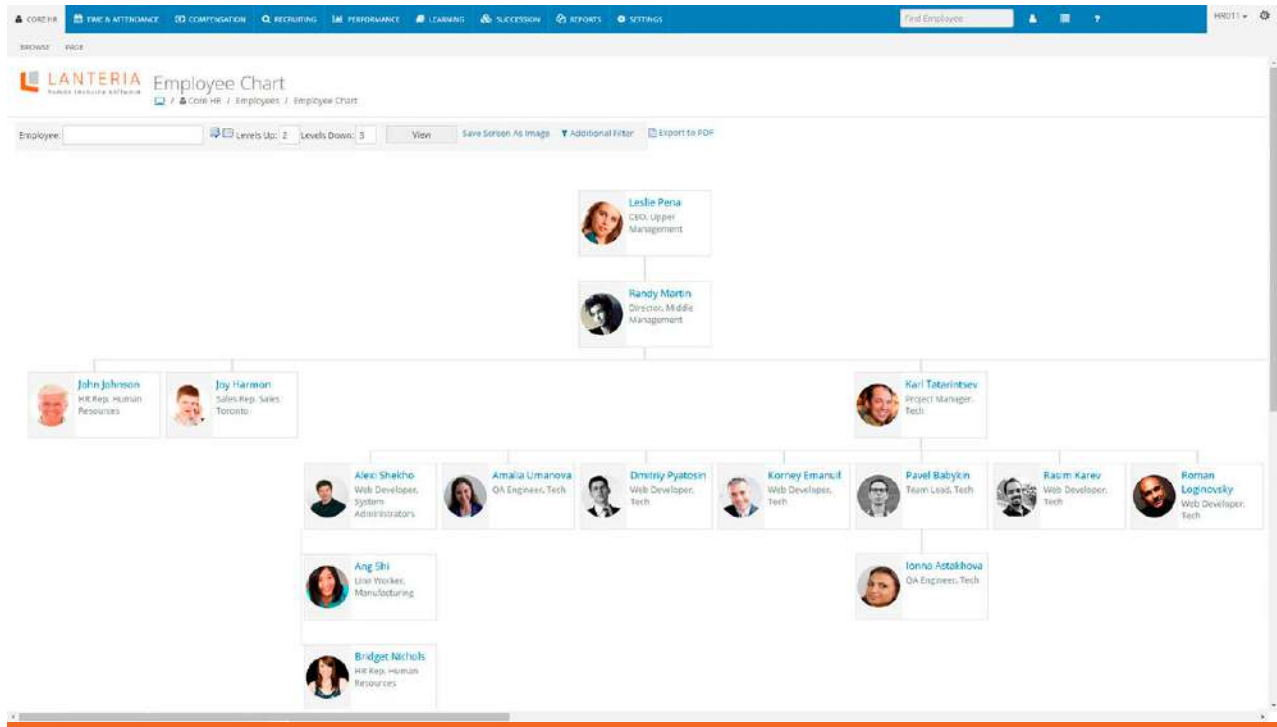 CORE HR TIME & ATTENDANCE COMPENSATION RECRUITING PERFORMANCE LEARNING SUCCESSION REPORTS SETTINGS Find Employee ? HR011
BROWSE PAGE
LANTERIA Employee Chart
Human Resource Software
/ Core HR / Employees / Employee Chart
Employee: Levels Up: 2 Levels Down: 3 View Save Screen As Image Additional Filter Export to PDF
Leslie Pena
CEO, Upper
Management
Randy Martin
Director, Middle
Management
John Johnson
HR Rep, Human
Resources
Joy Harmon
Sales Rep, Sales
Toronto
Karl Tatarintsev
Project Manager,
Tech
Alexi Shekho
Web Developer,
System
Administrators
Amalia Umanova
QA Engineer, Tech
Dmitriy Pyatosin
Web Developer,
Tech
Korney Emanuil
Web Developer,
Tech
Pavel Babykin
Team Lead, Tech
Rasim Karev
Web Developer,
Tech
Roman
Loginovsky
Web Developer,
Tech
Ang Shi
Line Worker,
Manufacturing
Ionna Astakhova
QA Engineer, Tech
Bridget Nichols
HR Rep, Human
Resources